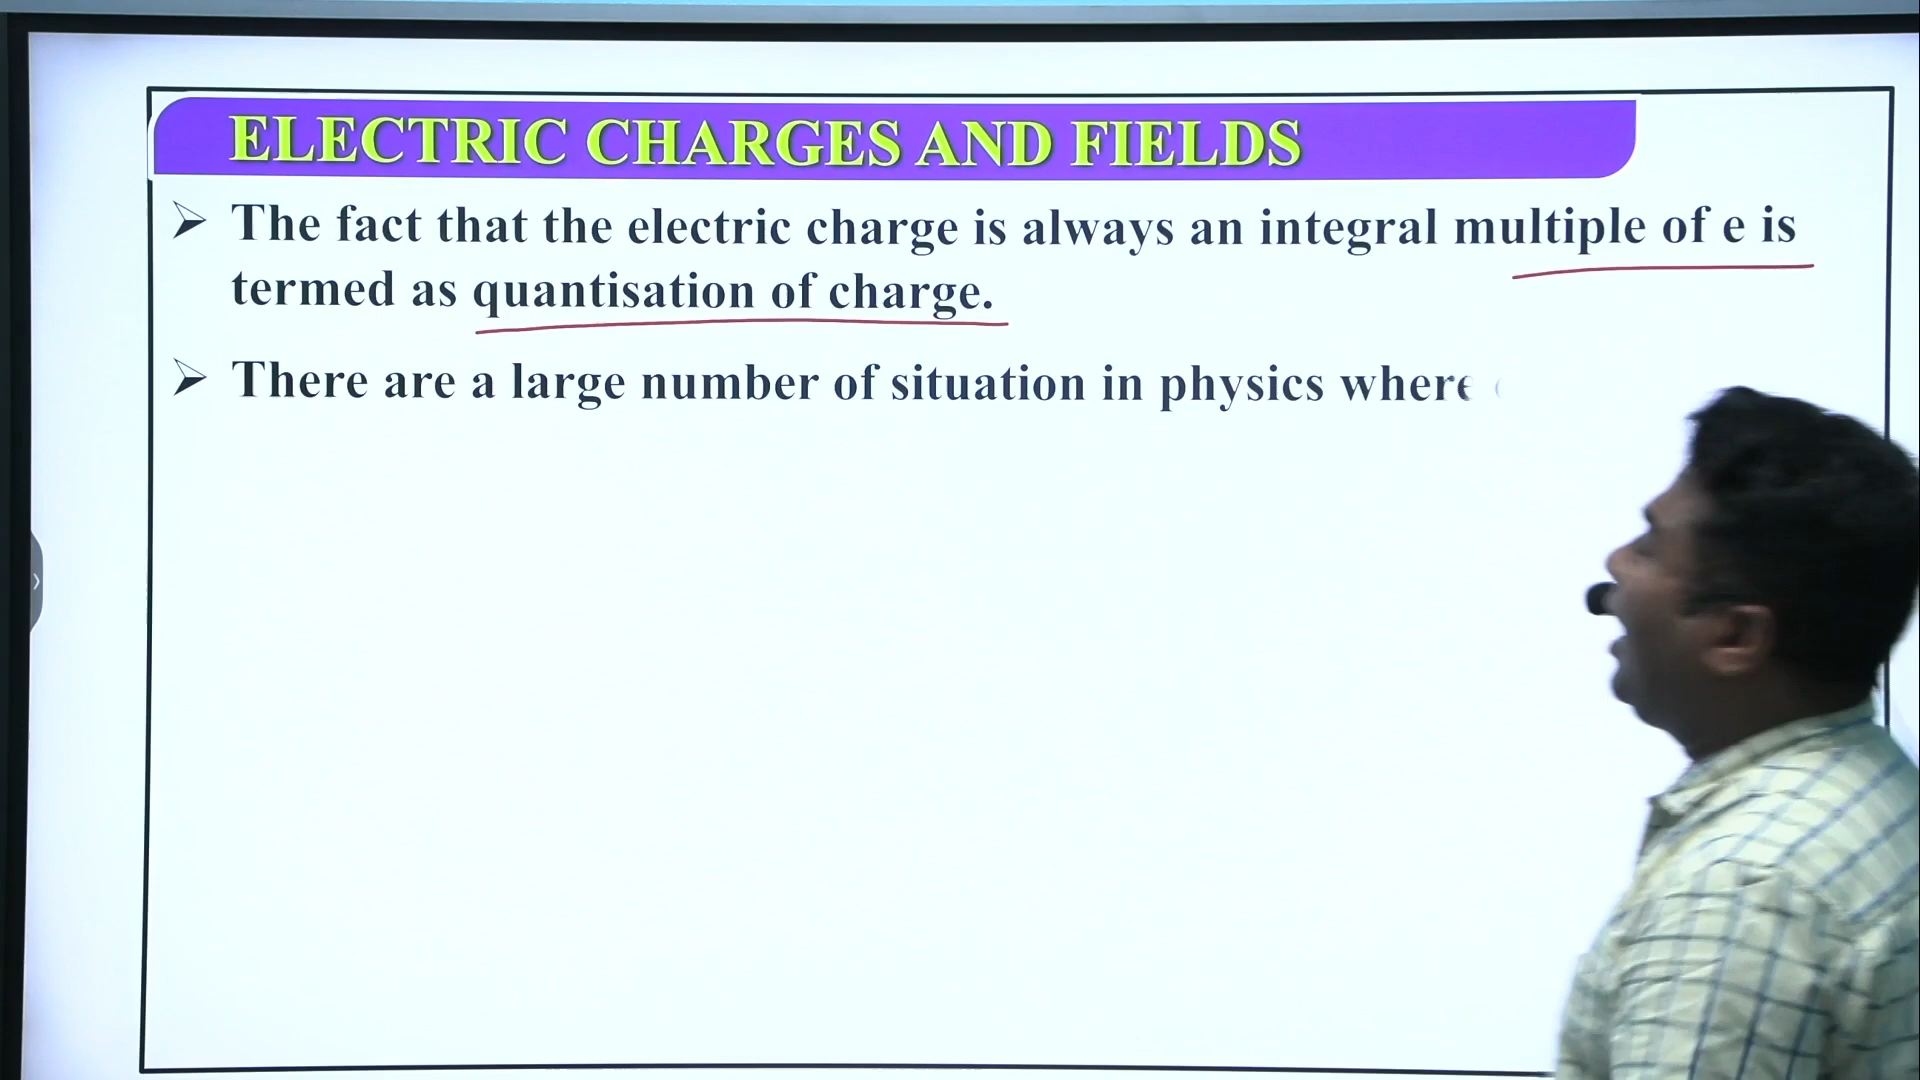 ELECTRIC CHARGES AND FIELDS
The fact that the electric charge is always an integral multiple of e is
termed as quantisation of charge.
There are a large number of situation in physics where